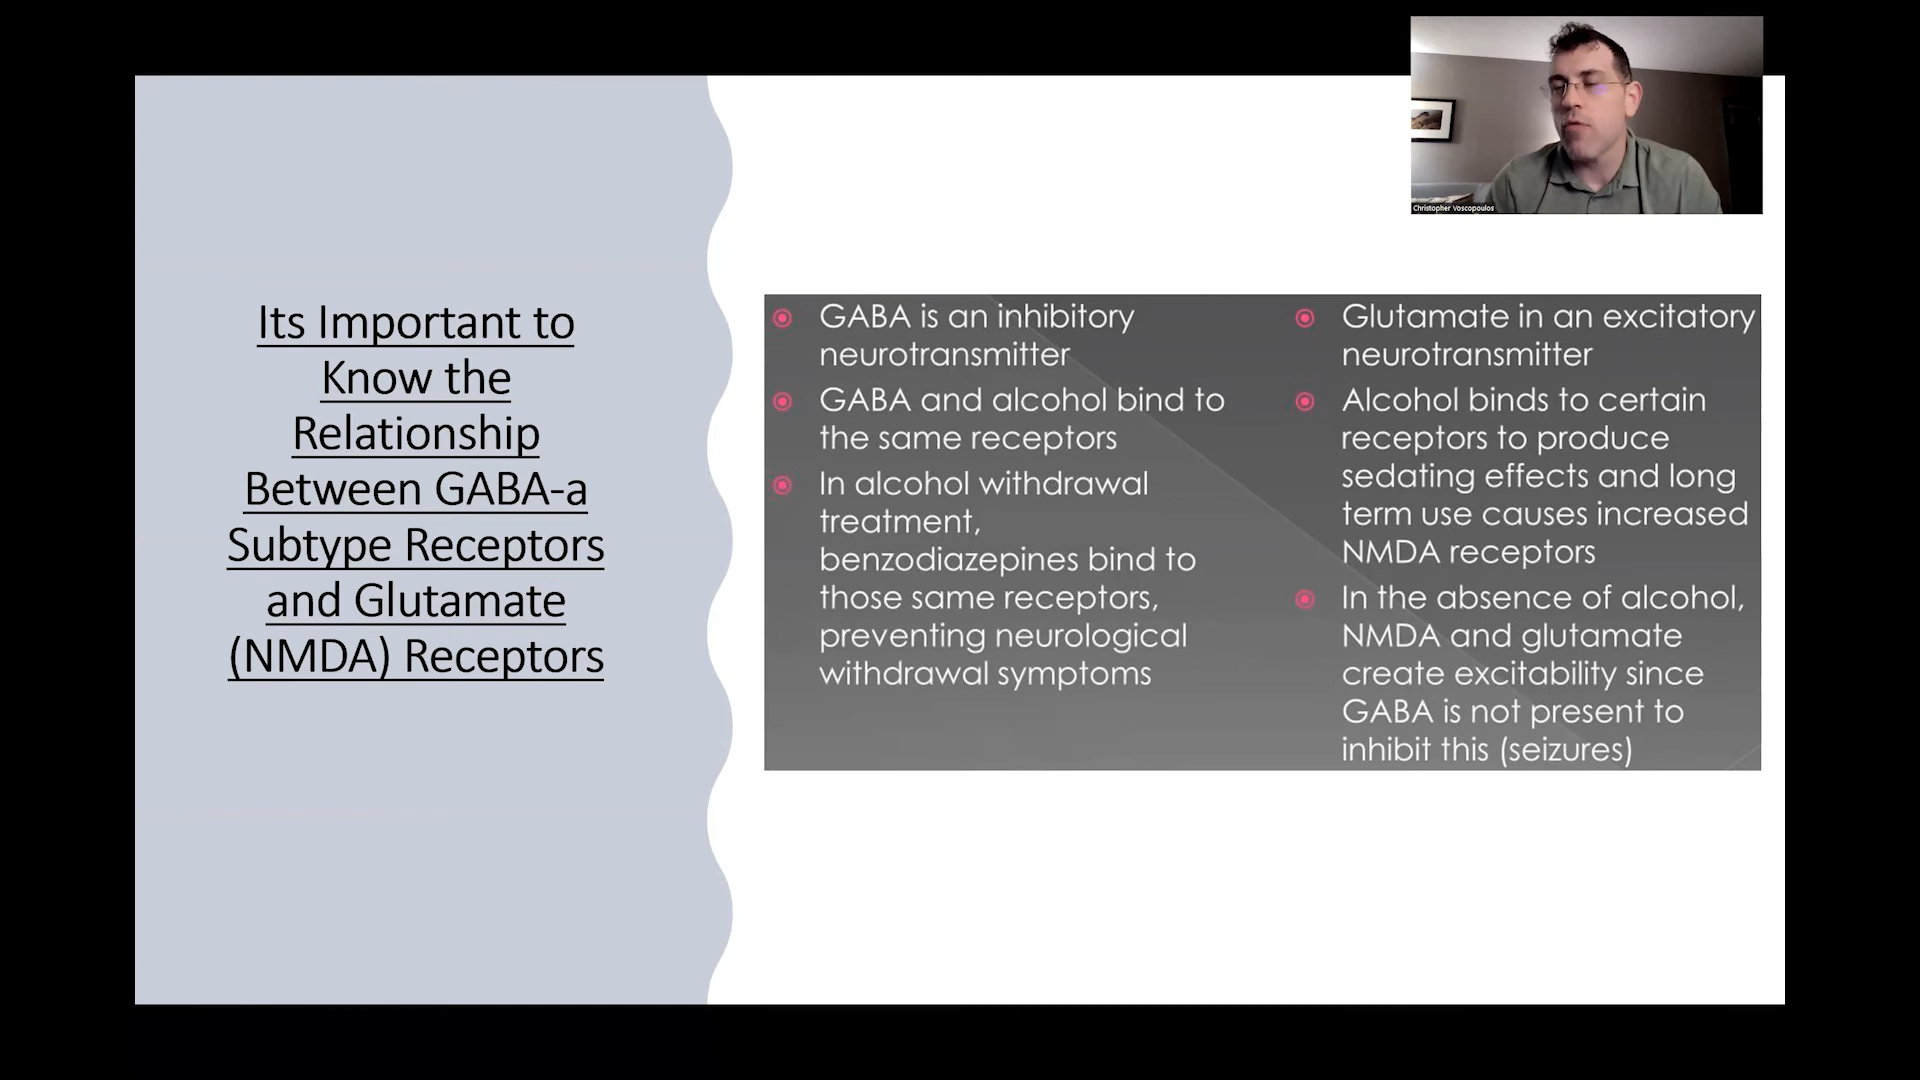 Christopher Voscopoulos
Its Important to
Know the
Relationship
Between GABA-a
Subtype Receptors
and Glutamate
(NMDA) Receptors
GABA is an inhibitory
neurotransmitter
GABA and alcohol bind to
the same receptors
In alcohol withdrawal
treatment,
benzodiazepines bind to
those same receptors,
preventing neurological
withdrawal symptoms
Glutamate in an excitatory
neurotransmitter
Alcohol binds to certain
receptors to produce
sedating effects and long
term use causes increased
NMDA receptors
In the absence of alcohol,
NMDA and glutamate
create excitability since
GABA is not present to
inhibit this (seizures)